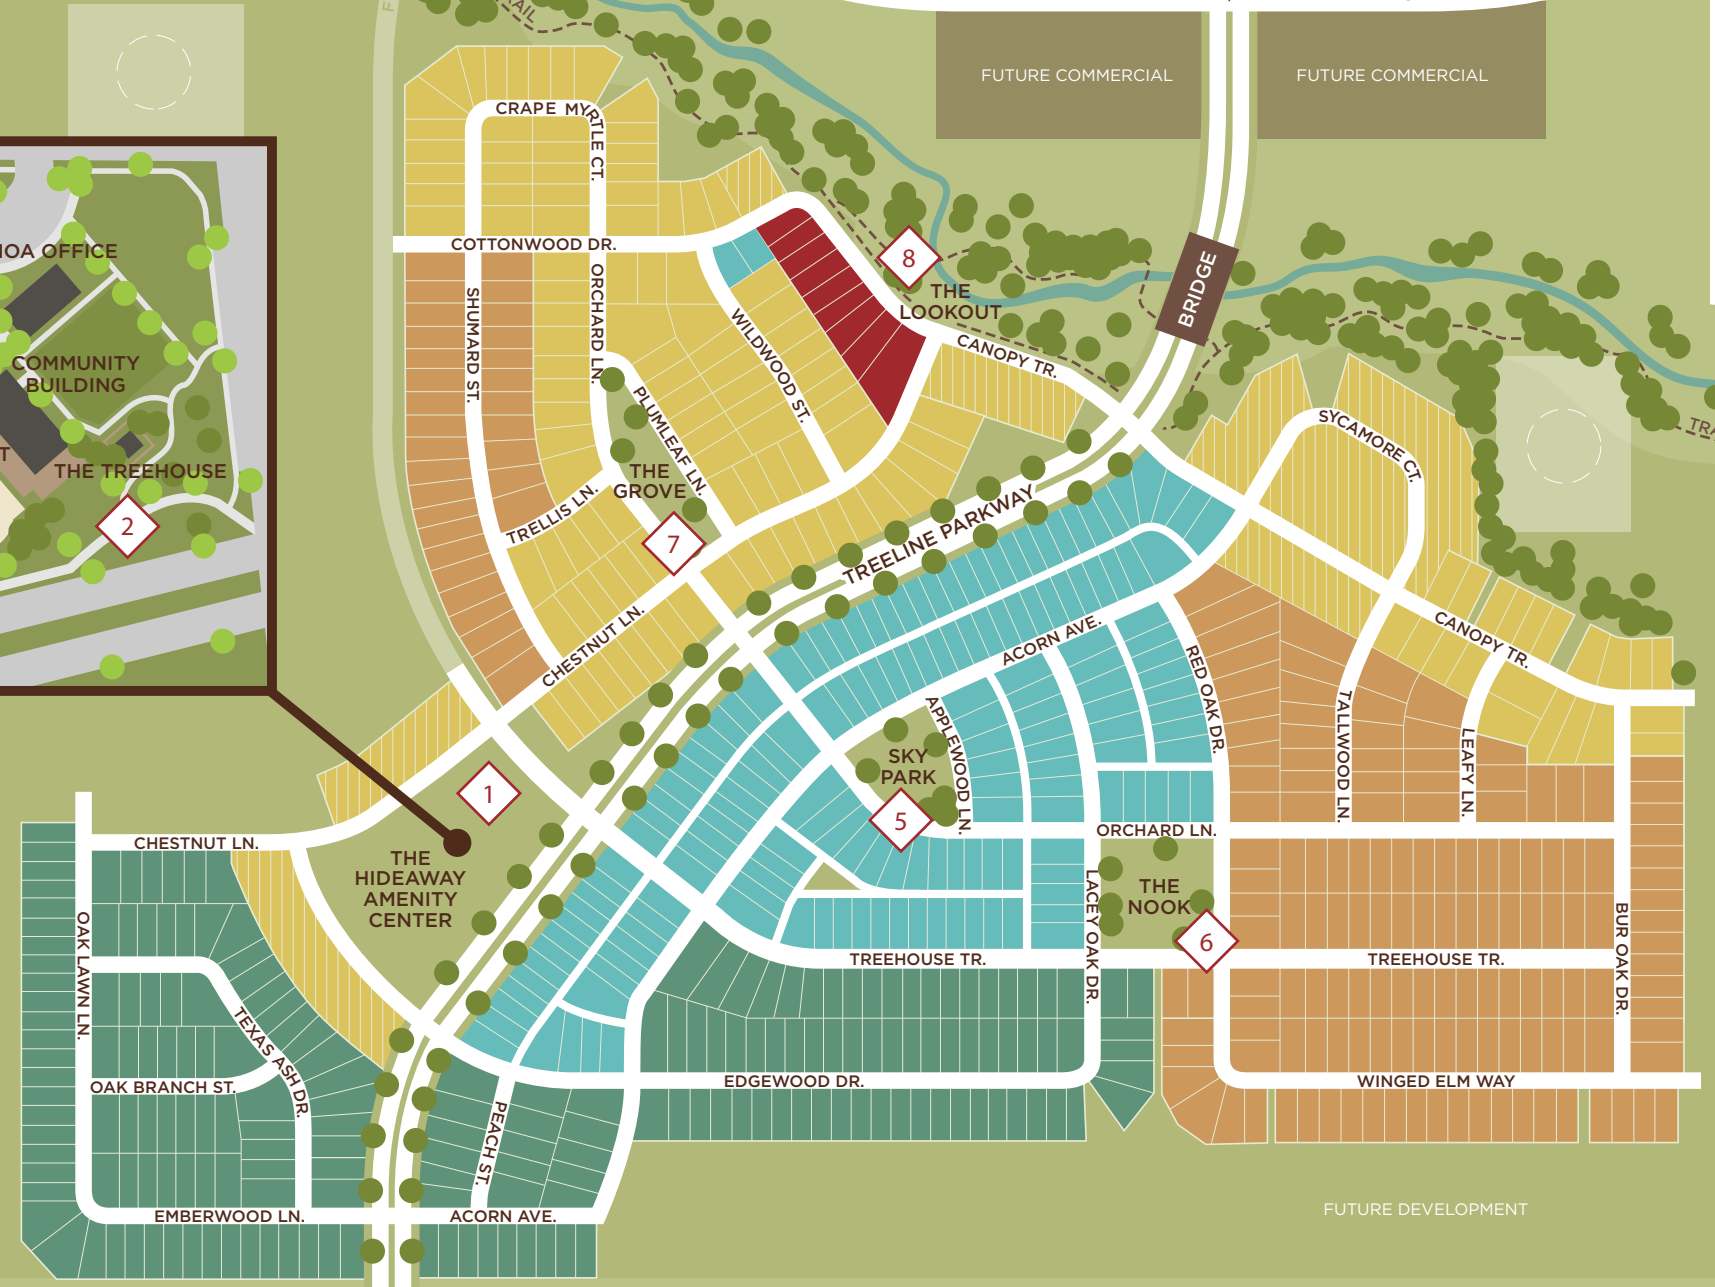 F
RAIL
FUTURE COMMERCIAL
FUTURE COMMERCIAL
CRAPE MYRTLE CT.
COTTONWOOD DR.
HOA OFFICE
8
THE
LOOKOUT
BRIDGE
SHUMARD ST.
ORCHARD LN.
WILDWOOD ST.
CANOPY TR.
COMMUNITY
BUILDING
PLUMLEAF LN.
SYCAMORE CT.
TRA
T
THE TREEHOUSE
2
THE
GROVE
TRELLIS LN.
7
TREELINE PARKWAY
CHESTNUT LN.
ACORN AVE.
CANOPY TR.
RED OAK DR.
APPLEWOOD LN.
TALLWOOD LN.
LEAFY LN.
SKY
PARK
5
1
CHESTNUT LN.
THE
HIDEAWAY
AMENITY
CENTER
ORCHARD LN.
LACEY OAK DR.
THE
NOOK
6
OAK LAWN LN.
BUR OAK DR.
TREEHOUSE TR.
TREEHOUSE TR.
TEXAS ASH DR.
OAK BRANCH ST.
EDGEWOOD DR.
WINGED ELM WAY
PEACH ST.
EMBERWOOD LN.
ACORN AVE.
FUTURE DEVELOPMENT